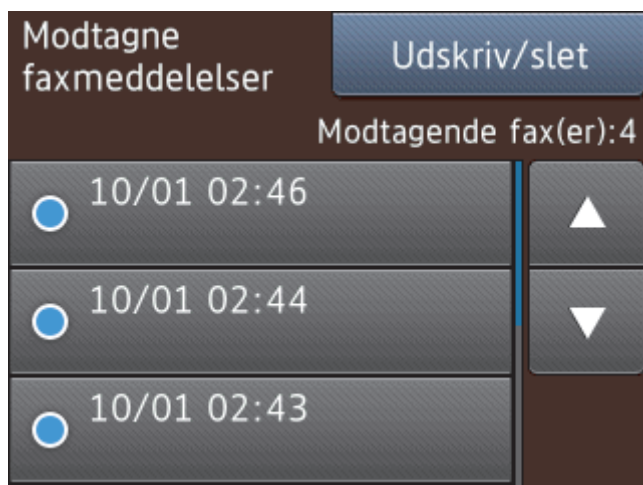 Modtagne
faxmeddelelser
Udskriv/slet
Modtagende fax(er):4
10/01 02:46
10/01 02:44
10/01 02:43